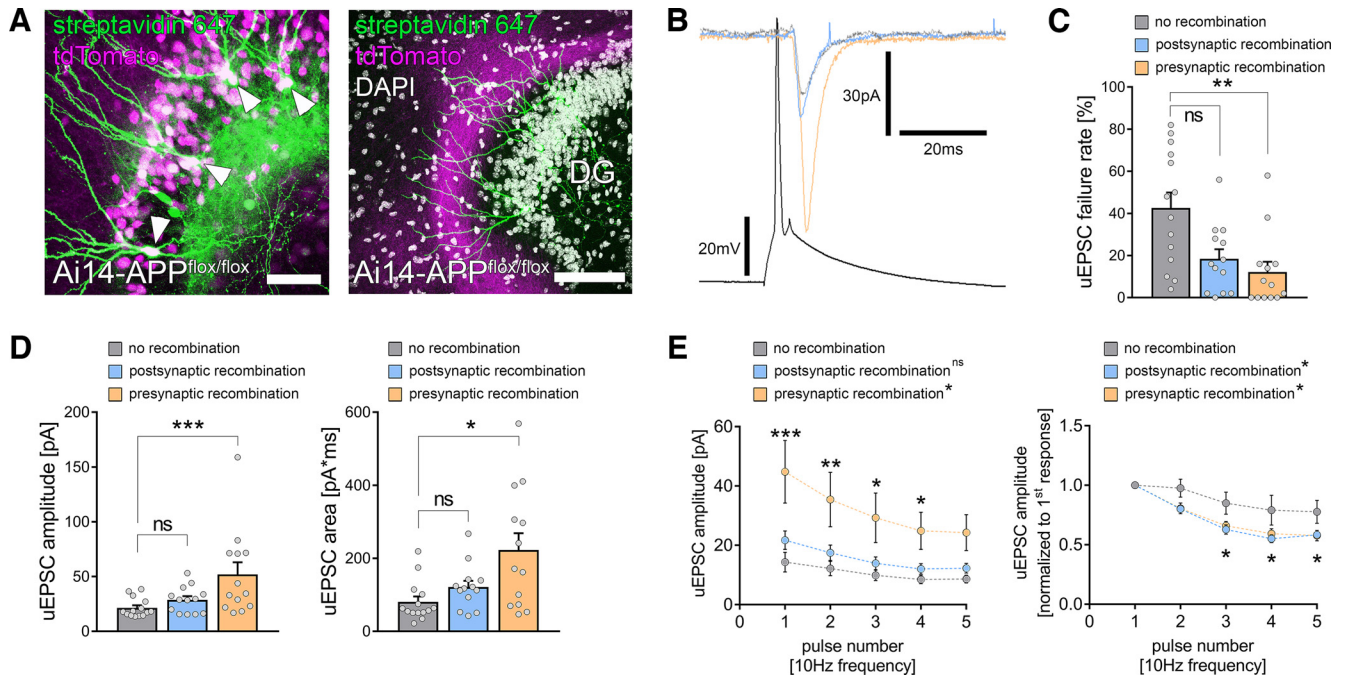 A
streptavidin 647
tdTomato
Ai14-APPflox/flox
streptavidin 647
tdTomato
DAPI
DG
Ai14-APPflox/flox
B
30pA
20ms
20mV
C
no recombination
postsynaptic recombination
presynaptic recombination
**
ns
uEPSC failure rate [%]
100
80
60
40
20
0
D
no recombination
postsynaptic recombination
presynaptic recombination
***
ns
uEPSC amplitude [pA]
200
150
100
50
0
no recombination
postsynaptic recombination
presynaptic recombination
*
ns
uEPSC area [pA*ms]
600
400
200
0
E
no recombination
postsynaptic recombination ns
presynaptic recombination *
*** ** * *
uEPSC amplitude [pA]
60
40
20
0
0 1 2 3 4 5
pulse number
[10Hz frequency]
no recombination
postsynaptic recombination *
presynaptic recombination *
* * *
uEPSC amplitude
[normalized to 1st response]
1.5
1.0
0.5
0.0
0 1 2 3 4 5
pulse number
[10Hz frequency]